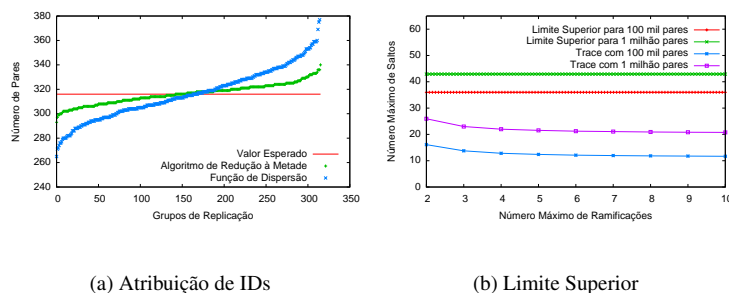 380
360
340
320
300
280
260
240
Número de Pares
0
50
100
150
200
250
300
350
Grupos de Replicação
Valor Esperado
Algoritmo de Redução à Metade
Função de Dispersão
60
50
40
30
20
10
0
Número Máximo de Saltos
2
3
4
5
6
7
8
9
10
Número Máximo de Ramificações
Limite Superior para 100 mil pares
Limite Superior para 1 milhão pares
Trace com 100 mil pares
Trace com 1 milhão pares
(a) Atribuição de IDs
(b) Limite Superior